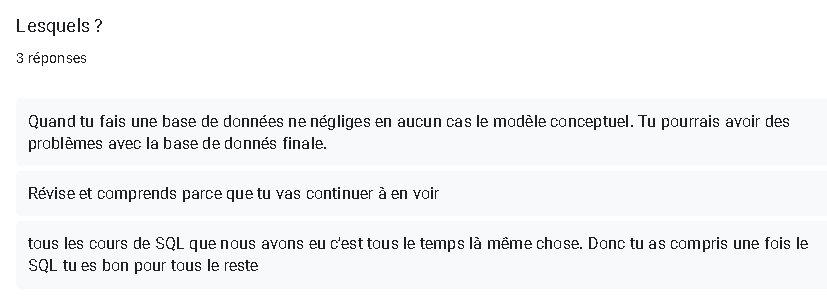 Lesquels ?
3 réponses
Quand tu fais une base de données ne négliges en aucun cas le modèle conceptuel. Tu pourrais avoir des
problèmes avec la base de donnés finale.
Révise et comprends parce que tu vas continuer à en voir
tous les cours de SQL que nous avons eu c'est tous le temps là même chose. Donc tu as compris une fois le
SQL tu es bon pour tous le reste